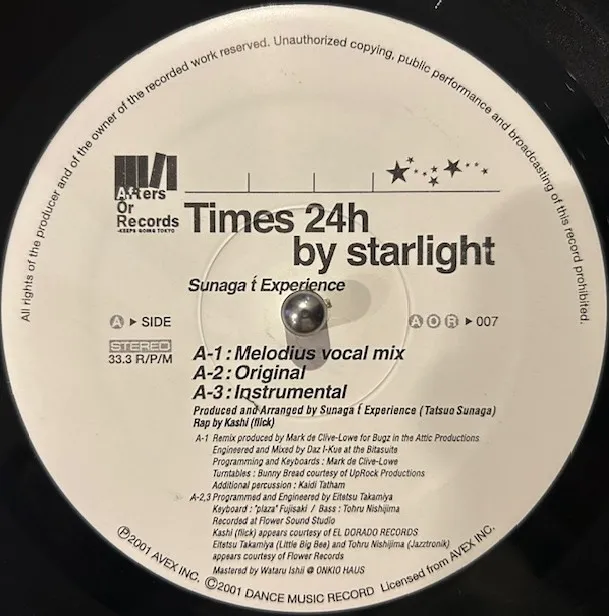 All rights of the producer and of the owner of the recorded work reserved. Unauthorized copying, public performance and broadcasting of this record prohibited.
Afters
Or
Records
-KEEPS GOING TOKYO
Times 24h
by starlight
Sunaga t Experience
A ▸ SIDE
AOR ▸ 007
STEREO
33.3 R/P/M
A-1 : Melodius vocal mix
A-2 : Original
A-3 : Instrumental
Produced and Arranged by Sunaga t Experience (Tatsuo Sunaga)
Rap by Kashi (flick)
A-1 Remix produced by Mark de Clive-Lowe for Bugz in the Attic Productions
Engineered and Mixed by Daz I-Kue at the Bitasuite
Programming and Keyboards : Mark de Clive-Lowe
Turntables : Bunny Bread courtesy of UpRock Productions
Additional percussion : Kaidi Tatham
A-2,3 Programmed and Engineered by Eitetsu Takamiya
Keyboard : "plaza" Fujisaki / Bass : Tohru Nishijima
Recorded at Flower Sound Studio
Kashi (flick) appears courtesy of EL DORADO RECORDS
Eitetsu Takamiya (Little Big Bee) and Tohru Nishijima (Jazztronik)
appears courtesy of Flower Records
Mastered by Wataru Ishii @ ONKIO HAUS
Ⓟ2001 AVEX INC. ©2001 DANCE MUSIC RECORD Licensed from AVEX INC.